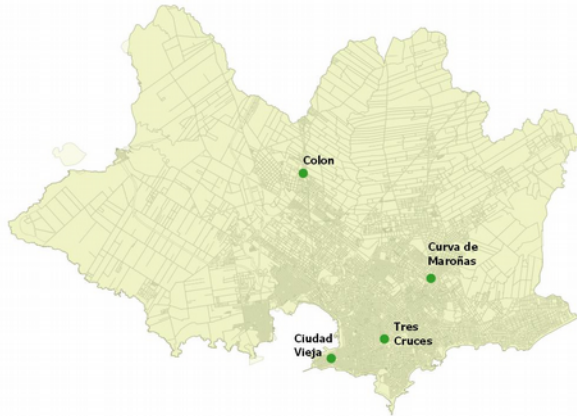 Colon
Curva de
Maroñas
Tres
Cruces
Ciudad
Vieja